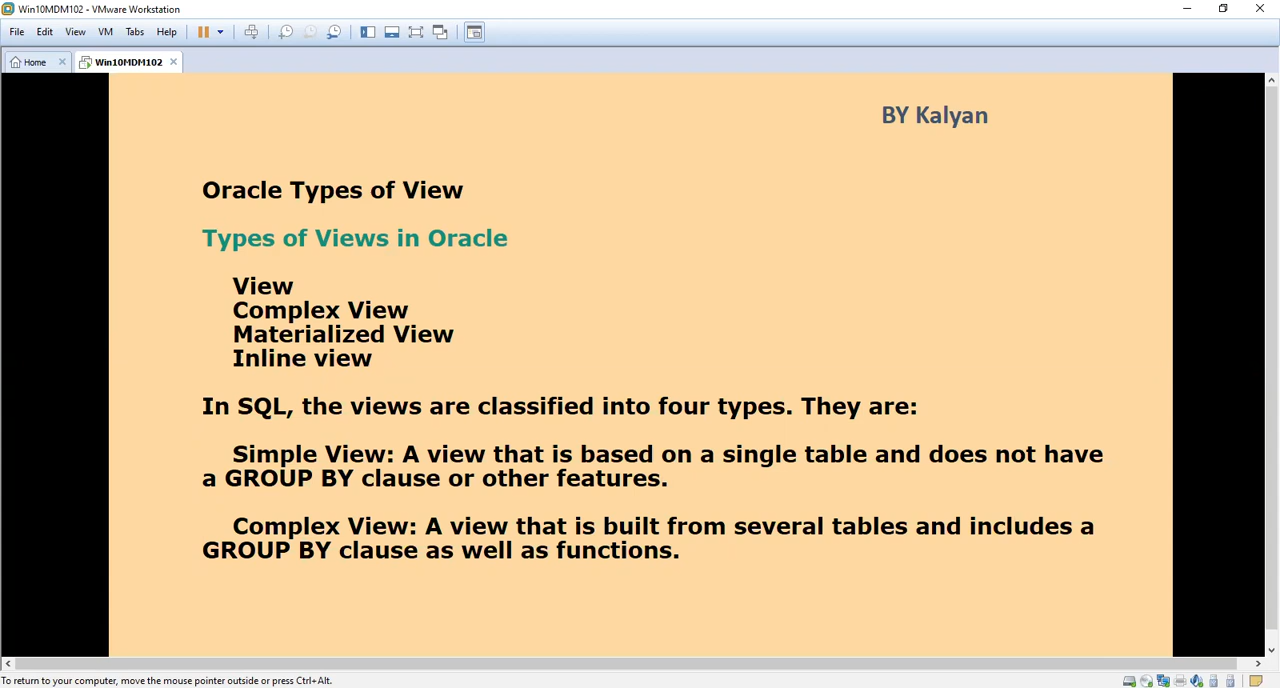 Win10MDM102 - VMware Workstation
File Edit View VM Tabs Help
Home Win10MDM102
BY Kalyan
Oracle Types of View
Types of Views in Oracle
View
Complex View
Materialized View
Inline view
In SQL, the views are classified into four types. They are:
Simple View: A view that is based on a single table and does not have
a GROUP BY clause or other features.
Complex View: A view that is built from several tables and includes a
GROUP BY clause as well as functions.
To return to your computer, move the mouse pointer outside or press Ctrl+Alt.